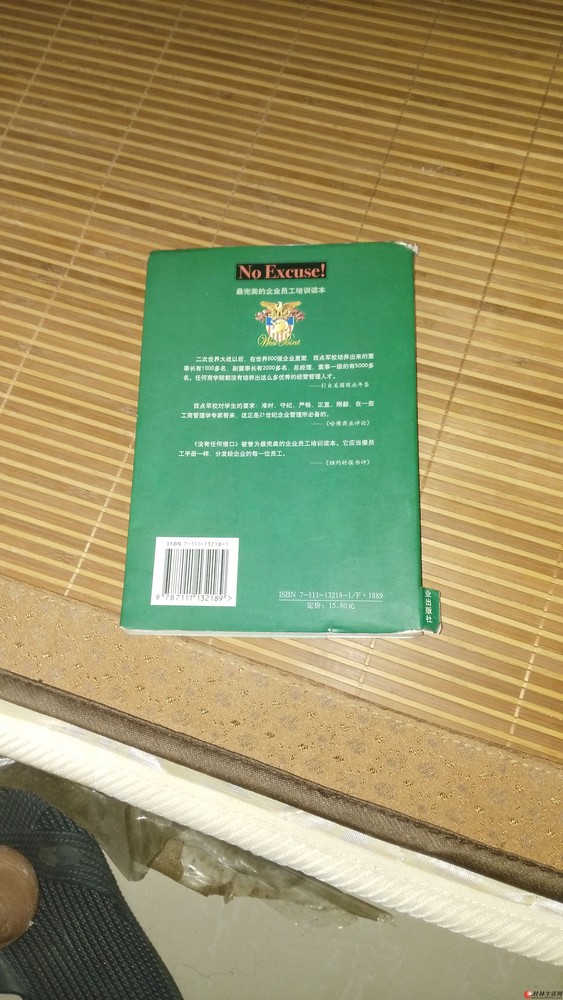 No Excuse!
最完美的企业员工培训读本
West Point
二次世界大战以后，在世界500强企业里面，西点军校培养出来的董
事长有1000多名，副董事长有2000多名，总经理、董事一级的有5000多
名。任何商学院都没有培养出这么多优秀的经营管理人才。
——引自美国商业年鉴
西点军校对学生的要求：准时、守纪、严格、正直、刚毅，在一些
工商管理学专家看来，这正是21世纪企业管理所必备的。
——《哈佛商业评论》
《没有任何借口》被誉为最完美的企业员工培训读本。它应当像员
工手册一样，分发给企业的每一位员工。
——《纽约时报书评》
ISBN 7-111-13218-1
9 787111 132189 >
ISBN 7-111-13218-1/F·1889
定价：15.80元
业出版社
桂林生活网